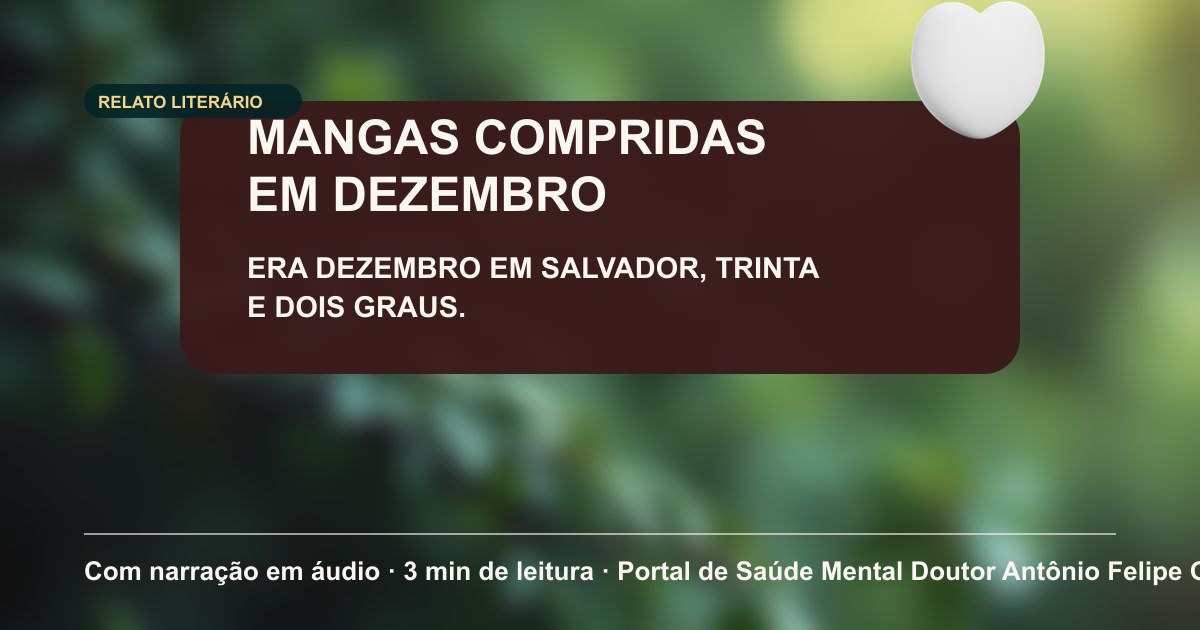 RELATO LITERÁRIO
MANGAS COMPRIDAS
EM DEZEMBRO
ERA DEZEMBRO EM SALVADOR, TRINTA
E DOIS GRAUS.
Com narração em áudio · 3 min de leitura · Portal de Saúde Mental Doutor Antônio Felipe